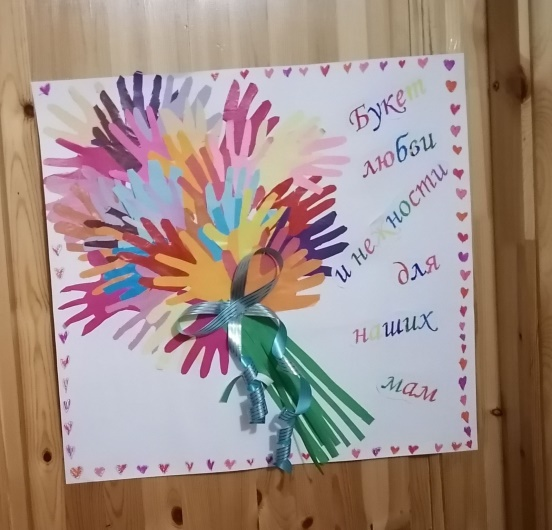 Букет
любви
и нежности
для
наших
мам